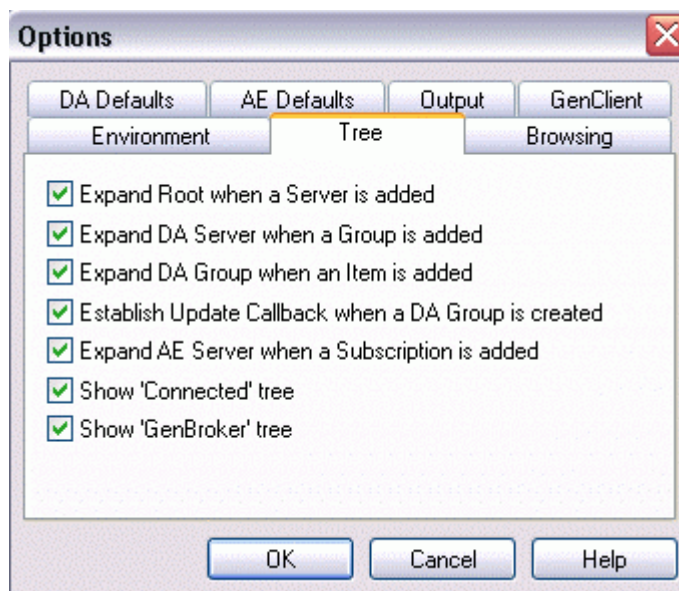 Options
DA Defaults AE Defaults Output GenClient
Environment Tree Browsing
Expand Root when a Server is added
Expand DA Server when a Group is added
Expand DA Group when an Item is added
Establish Update Callback when a DA Group is created
Expand AE Server when a Subscription is added
Show 'Connected' tree
Show 'GenBroker' tree
OK Cancel Help